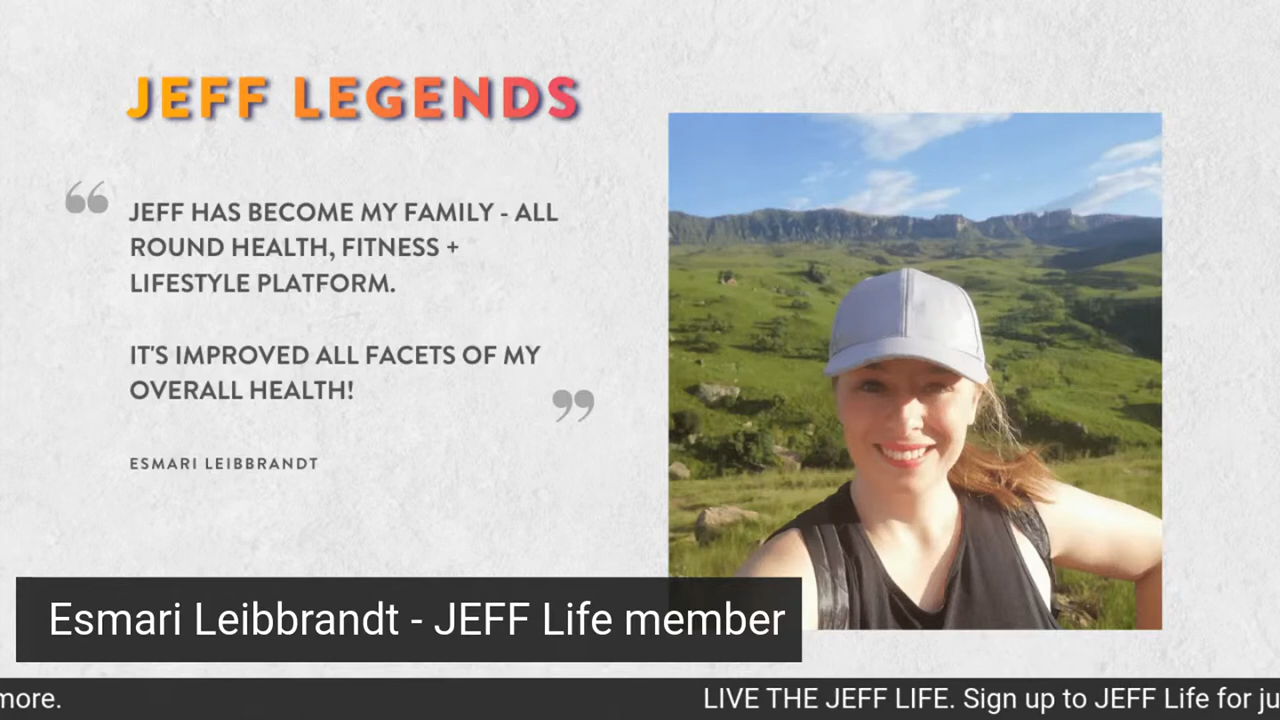 JEFF LEGENDS
“ JEFF HAS BECOME MY FAMILY - ALL
ROUND HEALTH, FITNESS +
LIFESTYLE PLATFORM.
IT'S IMPROVED ALL FACETS OF MY
OVERALL HEALTH! ”
ESMARI LEIBBRANDT
Esmari Leibbrandt - JEFF Life member
more. LIVE THE JEFF LIFE. Sign up to JEFF Life for ju